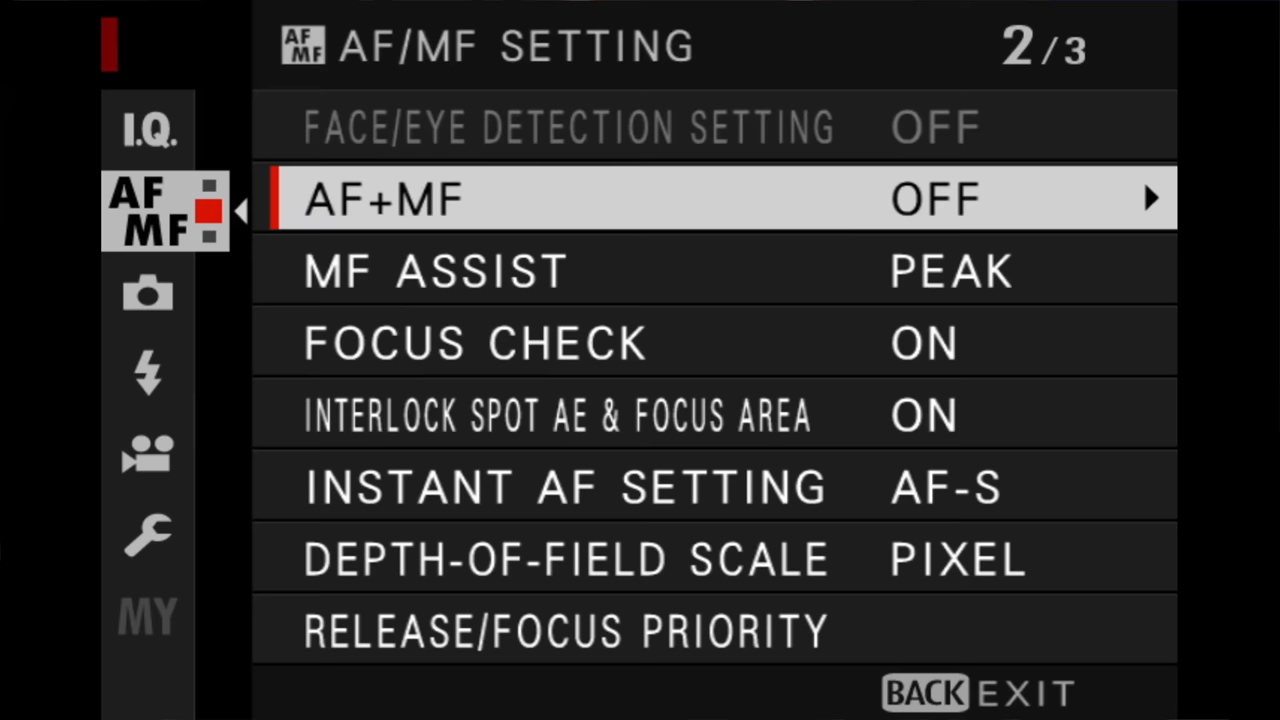 AF MF AF/MF SETTING 2/3
I.Q.
AF MF
MY
FACE/EYE DETECTION SETTING OFF
AF+MF OFF
MF ASSIST PEAK
FOCUS CHECK ON
INTERLOCK SPOT AE & FOCUS AREA ON
INSTANT AF SETTING AF-S
DEPTH-OF-FIELD SCALE PIXEL
RELEASE/FOCUS PRIORITY
BACK EXIT